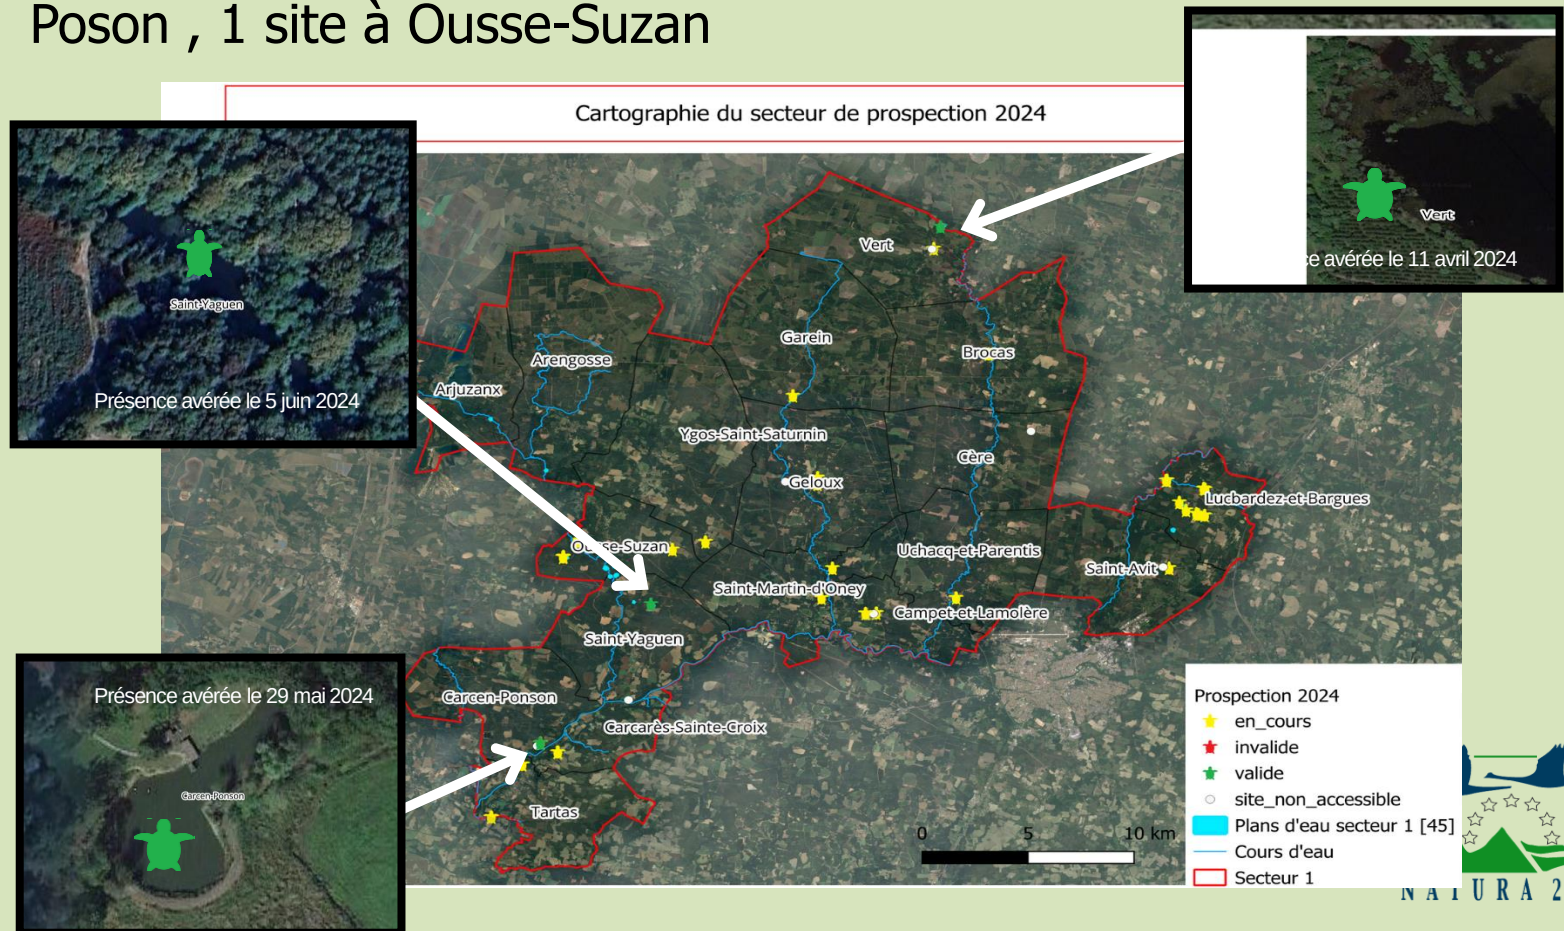 Poson , 1 site à Ousse-Suzan
Cartographie du secteur de prospection 2024
Saint-Yaguen
Présence avérée le 5 juin 2024
Vert
ce avérée le 11 avril 2024
Présence avérée le 29 mai 2024
Carcen-Ponson
Vert
Garein
Brocas
Arengosse
Arjuzanx
Ygos-Saint-Saturnin
Cère
Geloux
Lucbardez-et-Bargues
Ousse-Suzan
Uchacq-et-Parentis
Saint-Avit
Saint-Martin-d'Oney
Campet-et-Lamolère
Saint-Yaguen
Carcen-Ponson
Carcarès-Sainte-Croix
Tartas
0 5 10 km
Prospection 2024
en_cours
invalide
valide
site_non_accessible
Plans d'eau secteur 1 [45]
Cours d'eau
Secteur 1
NATURA 2